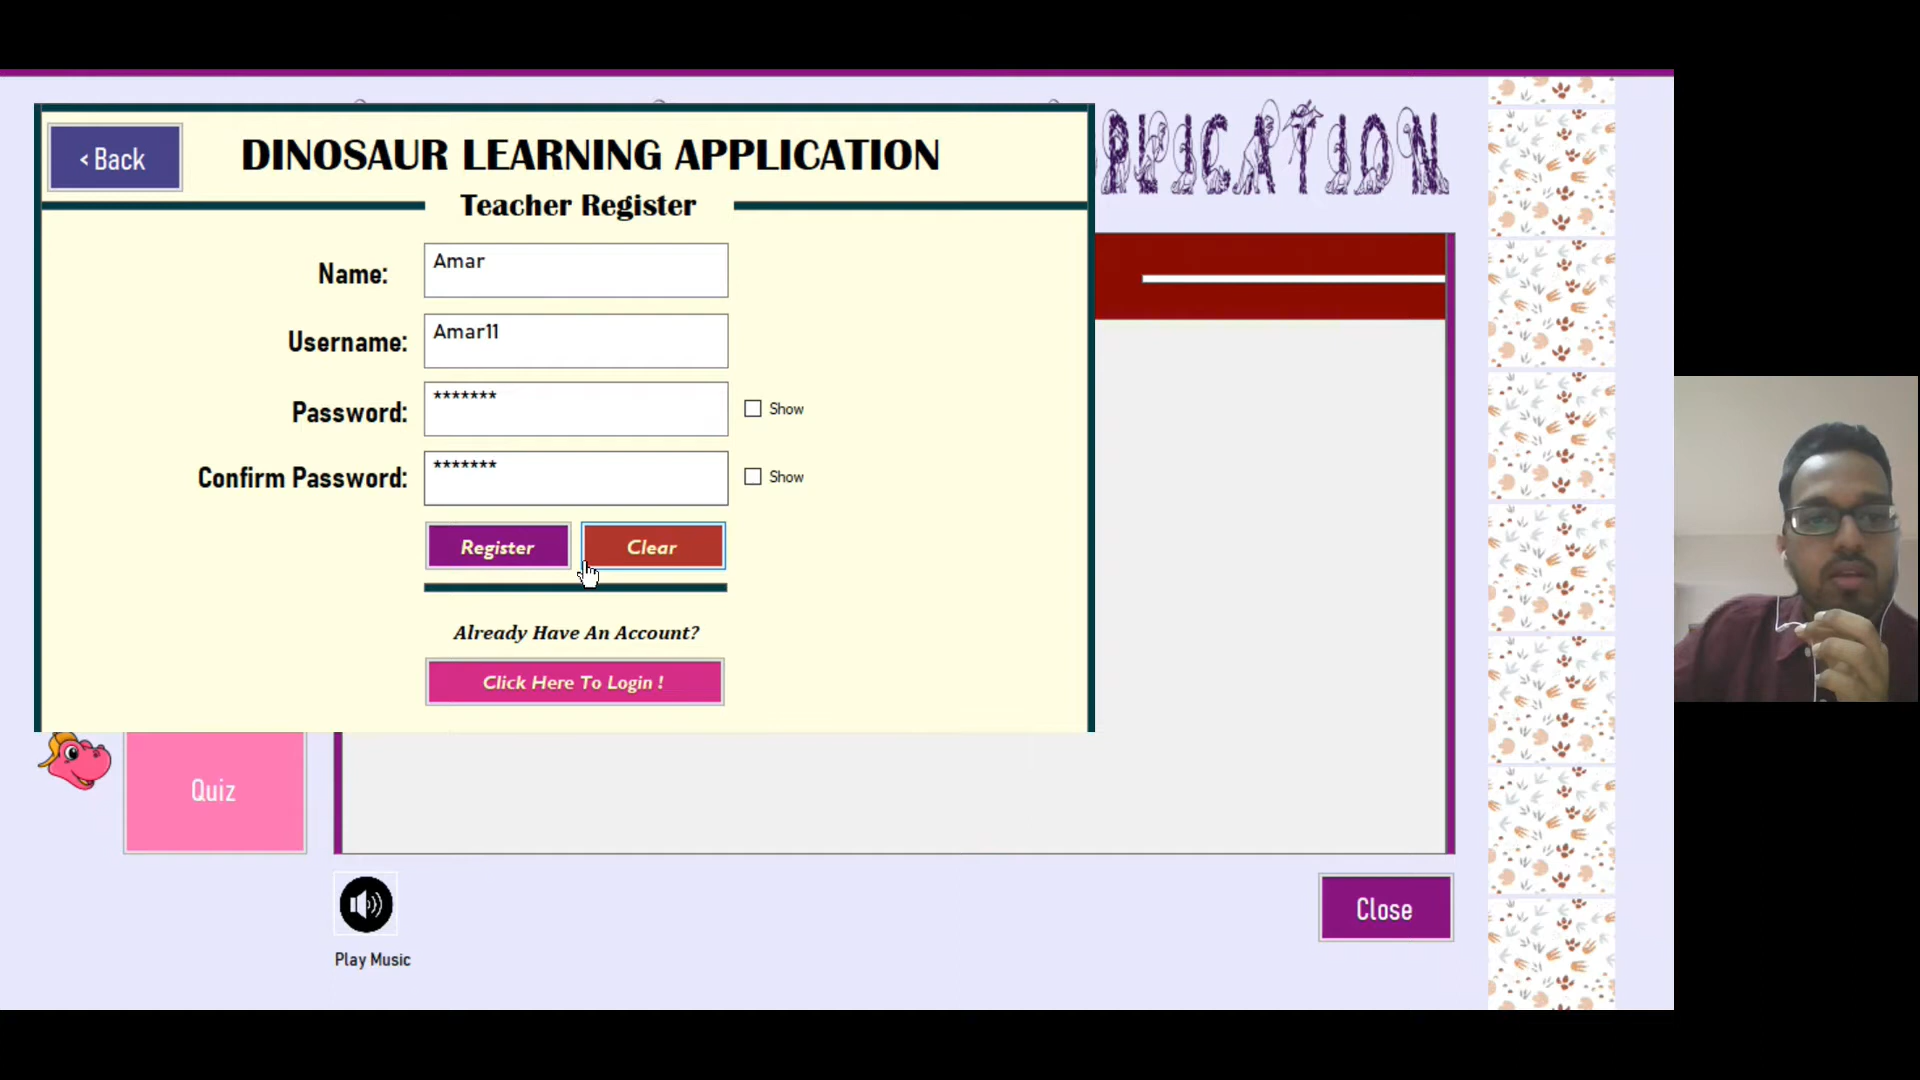 PLICATION
< Back
DINOSAUR LEARNING APPLICATION
Teacher Register
Name:
Amar
Username:
Amar11
Password:
*******
Show
Confirm Password:
*******
Show
Register
Clear
Already Have An Account?
Click Here To Login !
Quiz
Close
Play Music